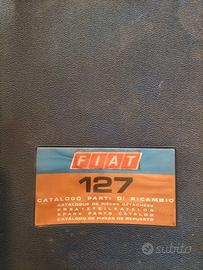 FIAT
127
CATALOGO PARTI DI RICAMBIO
CATALOGUE DE PIÈCES DÉTACHÉES
ERSATZTEILKATALOG
SPARE PARTS CATALOG
CATÁLOGO DE PIEZAS DE REPUESTO
subito